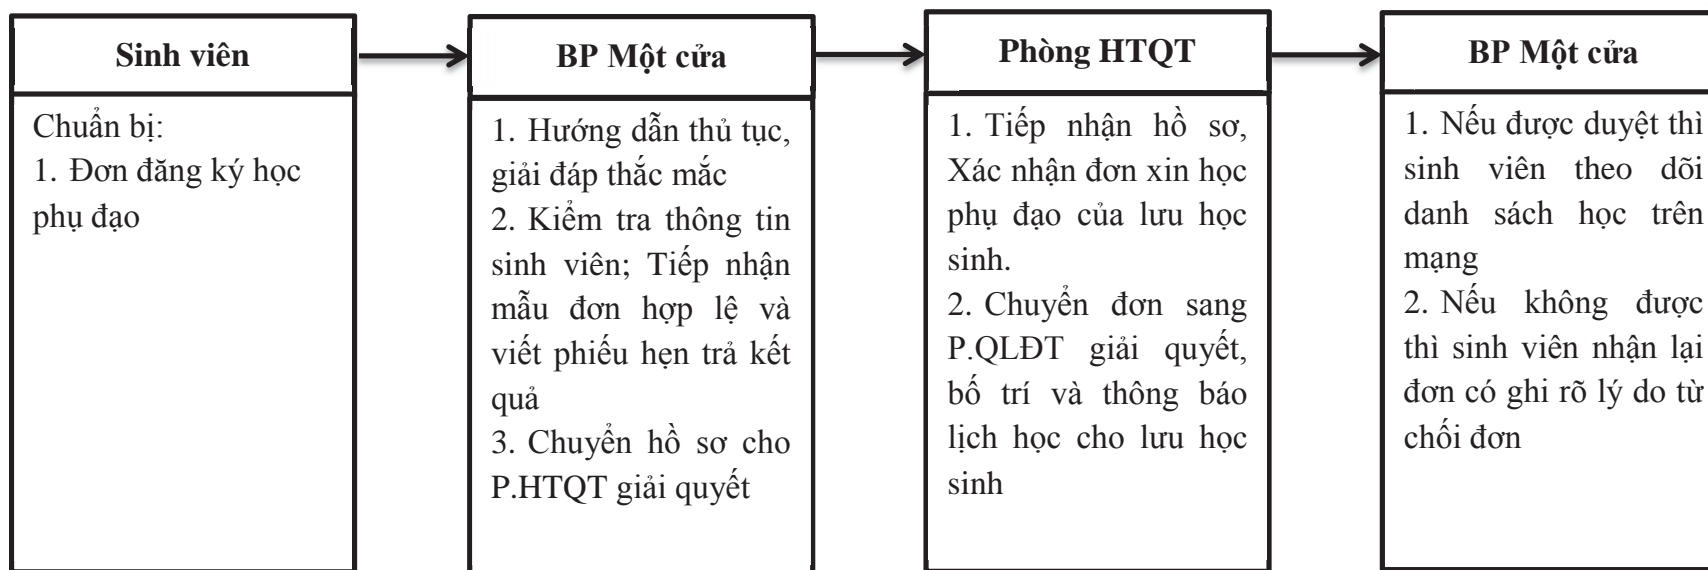 Sinh viên
Chuẩn bị:
1. Đơn đăng ký học
phụ đạo
BP Một cửa
1. Hướng dẫn thủ tục,
giải đáp thắc mắc
2. Kiểm tra thông tin
sinh viên; Tiếp nhận
mẫu đơn hợp lệ và
viết phiếu hẹn trả kết
quả
3. Chuyển hồ sơ cho
P.HTQT giải quyết
Phòng HTQT
1. Tiếp nhận hồ sơ,
Xác nhận đơn xin học
phụ đạo của lưu học
sinh.
2. Chuyển đơn sang
P.QLĐT giải quyết,
bố trí và thông báo
lịch học cho lưu học
sinh
BP Một cửa
1. Nếu được duyệt thì
sinh viên theo dõi
danh sách học trên
mạng
2. Nếu không được
thì sinh viên nhận lại
đơn có ghi rõ lý do từ
chối đơn